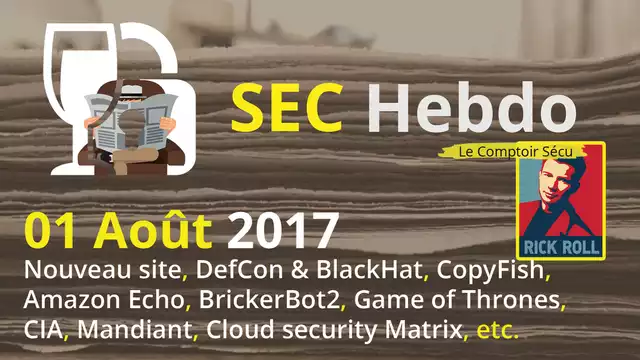 SEC Hebdo
Le Comptoir Sécu
RICK ROLL
01 Août 2017
Nouveau site, DefCon & BlackHat, CopyFish,
Amazon Echo, BrickerBot2, Game of Thrones,
CIA, Mandiant, Cloud security Matrix, etc.